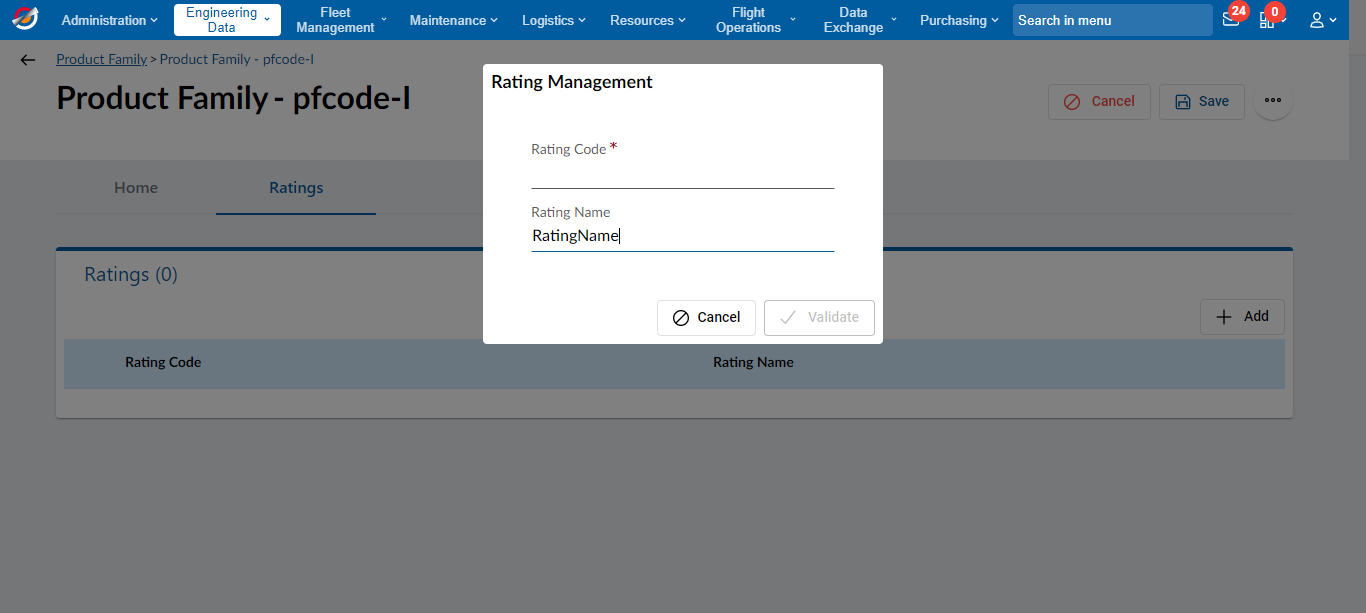 Administration
Engineering
Data
Fleet
Management
Maintenance
Logistics
Resources
Flight
Operations
Data
Exchange
Purchasing
Search in menu
24
0
Product Family > Product Family - pfcode-I
Product Family - pfcode-I
Cancel
Save
Home
Ratings
Rating Management
Rating Code *
Rating Name
RatingName
Cancel
Validate
Ratings (0)
Add
Rating Code
Rating Name